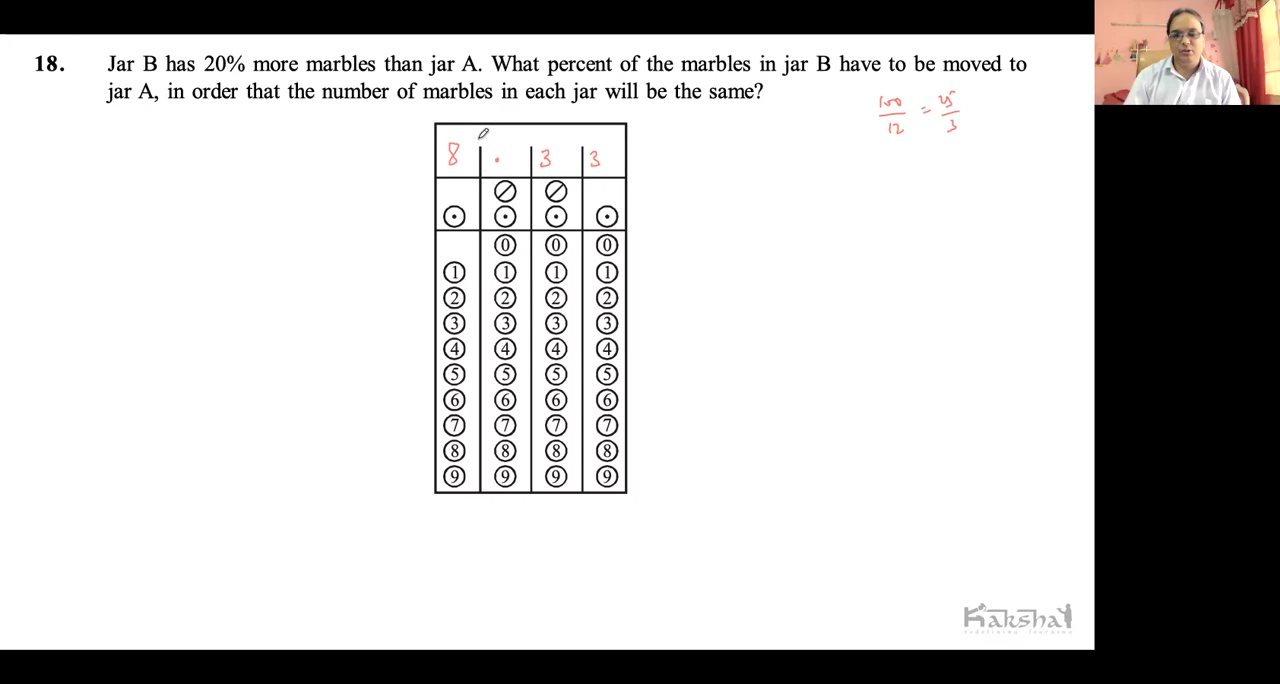 18. Jar B has 20% more marbles than jar A. What percent of the marbles in jar B have to be moved to
jar A, in order that the number of marbles in each jar will be the same?
100/12 = 25/3
8 . 3 3
0 0 0
1 1 1 1
2 2 2 2
3 3 3 3
4 4 4 4
5 5 5 5
6 6 6 6
7 7 7 7
8 8 8 8
9 9 9 9
Kaksha
redefining learning